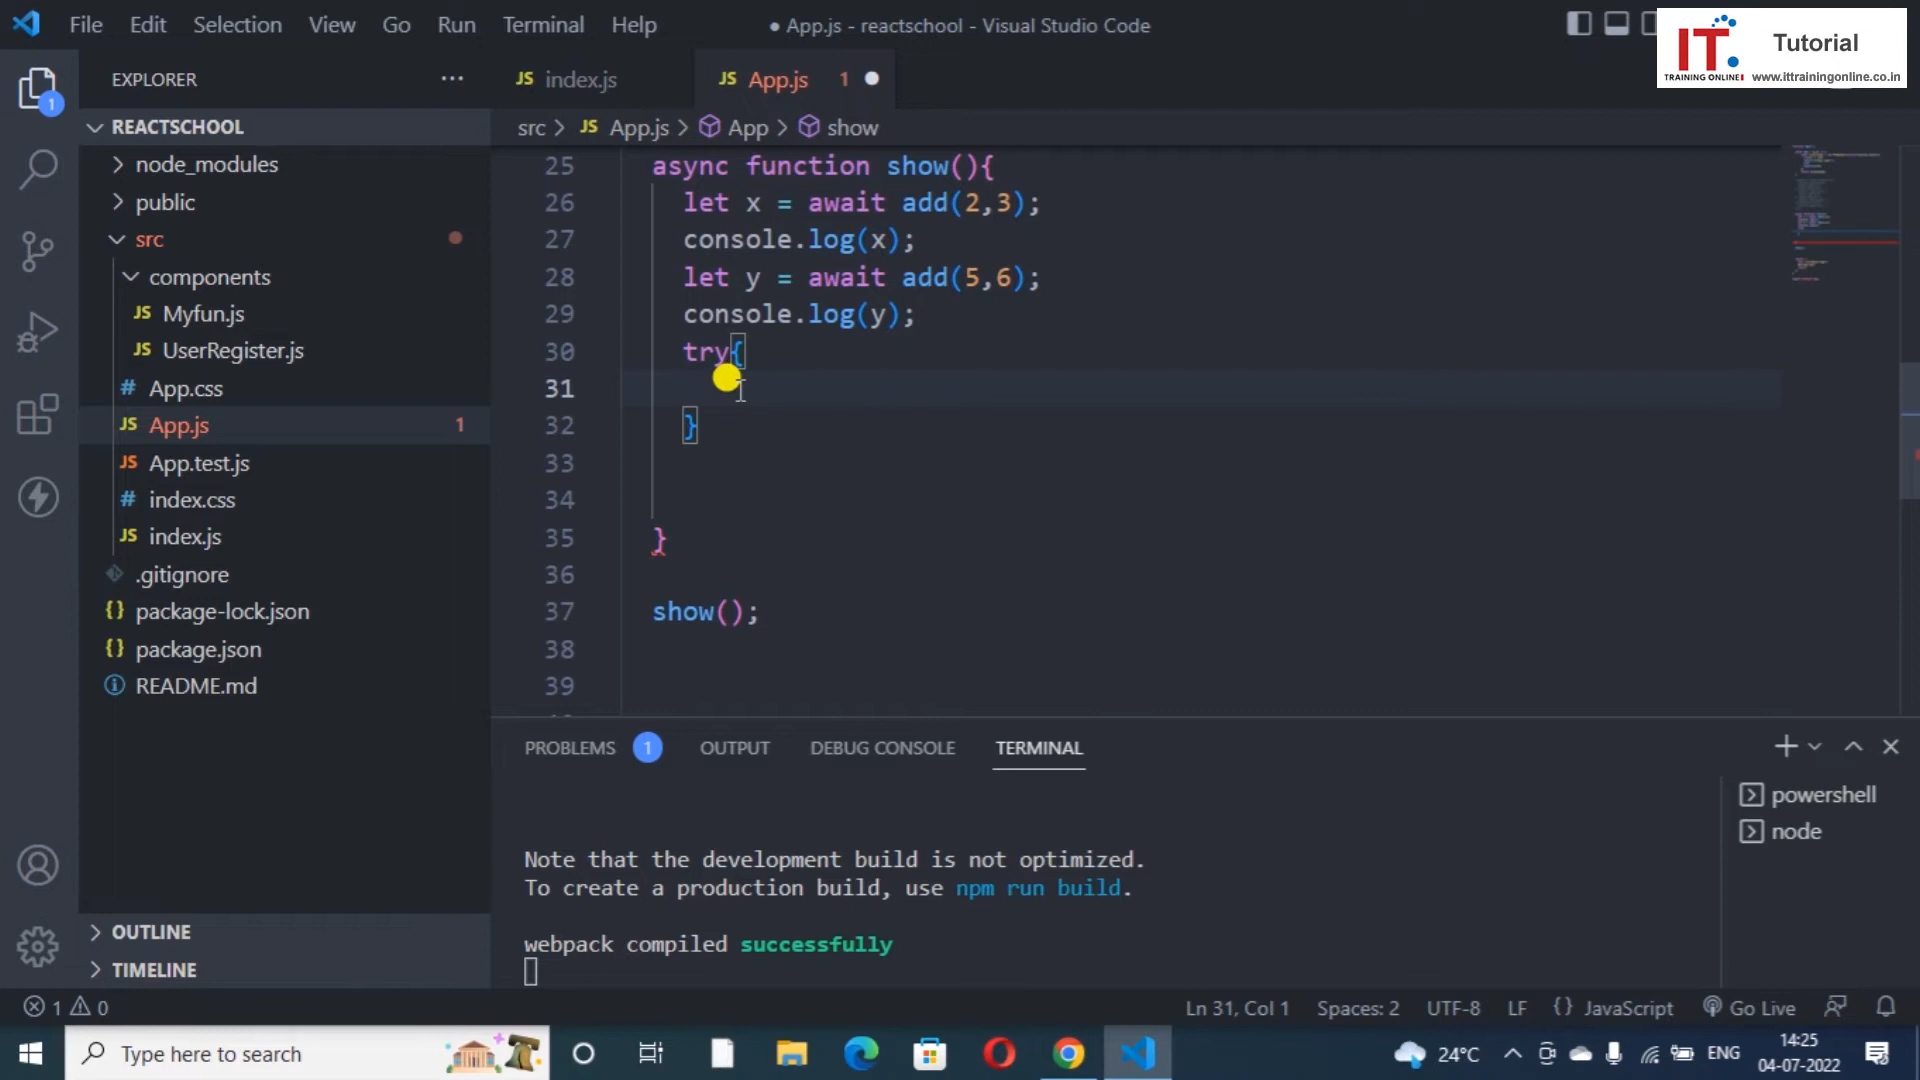 File Edit Selection View Go Run Terminal Help
● App.js - reactschool - Visual Studio Code
IT. Tutorial
TRAINING ONLINE www.ittrainingonline.co.in
EXPLORER ...
JS index.js
JS App.js 1 ●
REACTSCHOOL
src > JS App.js > App > show
node_modules
public
src
components
JS Myfun.js
JS UserRegister.js
# App.css
JS App.js 1
JS App.test.js
# index.css
JS index.js
.gitignore
{} package-lock.json
{} package.json
README.md
OUTLINE
TIMELINE
25 async function show(){
26 let x = await add(2,3);
27 console.log(x);
28 let y = await add(5,6);
29 console.log(y);
30 try{
31
32 }
33
34
35 }
36
37 show();
38
39
PROBLEMS 1 OUTPUT DEBUG CONSOLE TERMINAL
powershell
node
Note that the development build is not optimized.
To create a production build, use npm run build.
webpack compiled successfully
1 0 Ln 31, Col 1 Spaces: 2 UTF-8 LF {} JavaScript Go Live
Type here to search
24°C ENG 14:25
04-07-2022
1